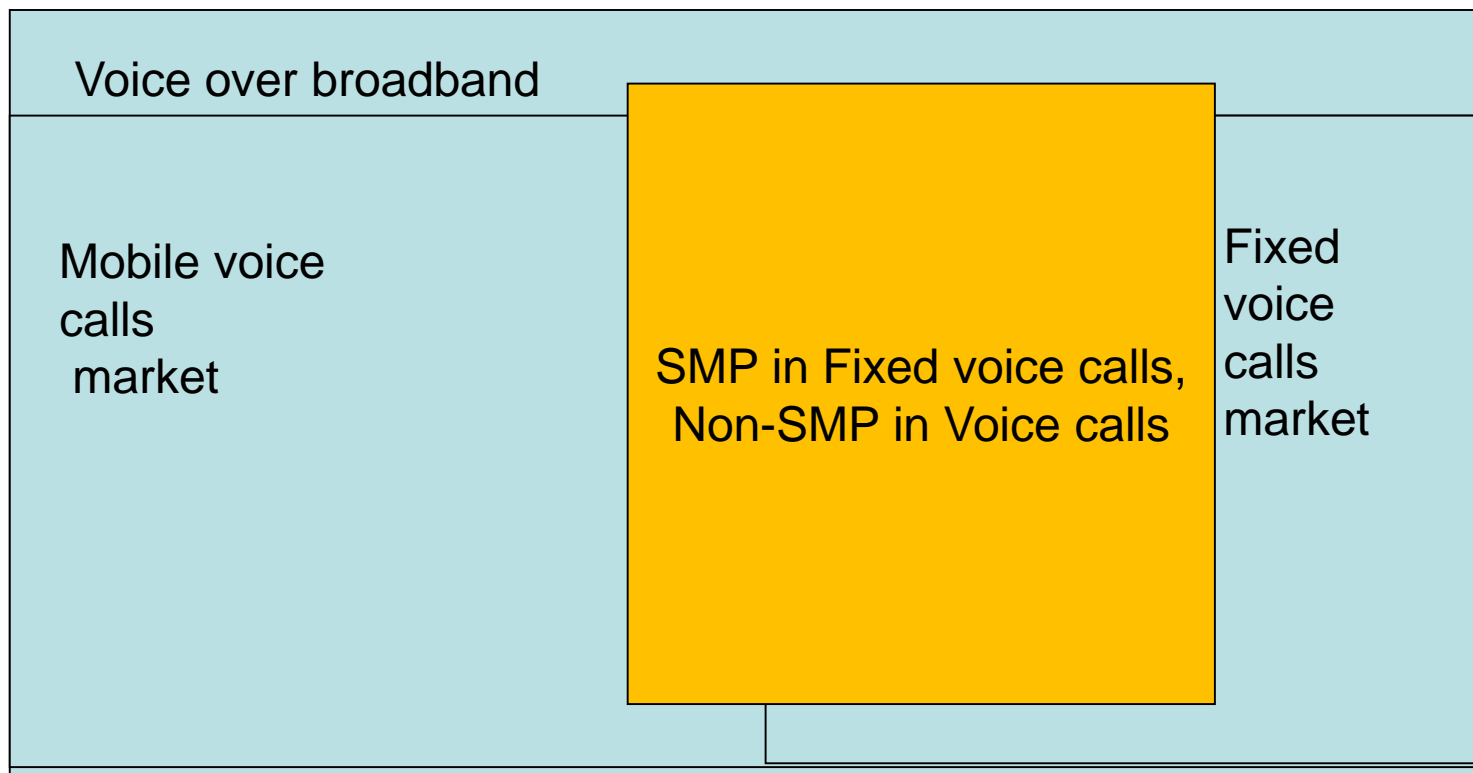 Voice over broadband
Mobile voice
calls
market
SMP in Fixed voice calls,
Non-SMP in Voice calls
Fixed
voice
calls
market